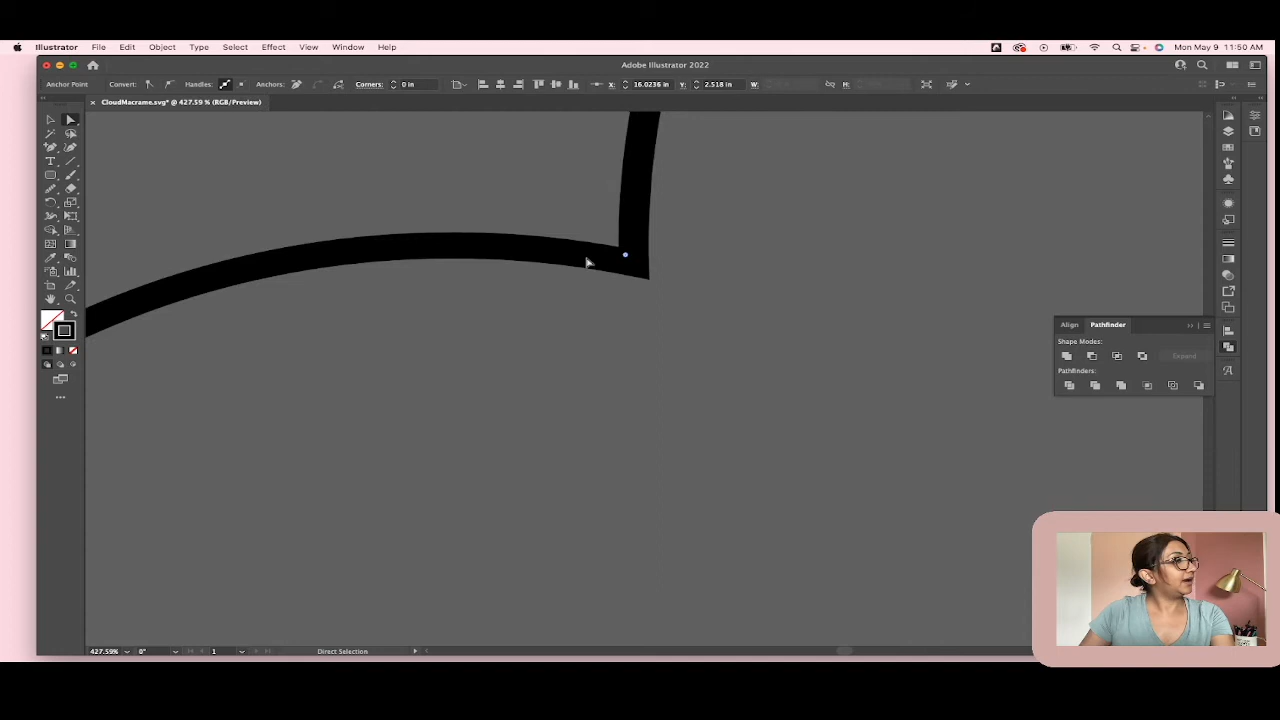 Illustrator File Edit Object Type Select Effect View Window Help Mon May 9 11:50 AM
Adobe Illustrator 2022
Anchor Point Convert: Handles: Anchors: Corners: 0 in X: 16.0236 in Y: 2.518 in W: H:
× CloudMacrame.svg* @ 427.59 % (RGB/Preview)
Align Pathfinder
Shape Modes:
Expand
Pathfinders:
427.59% 0° 1 Direct Selection